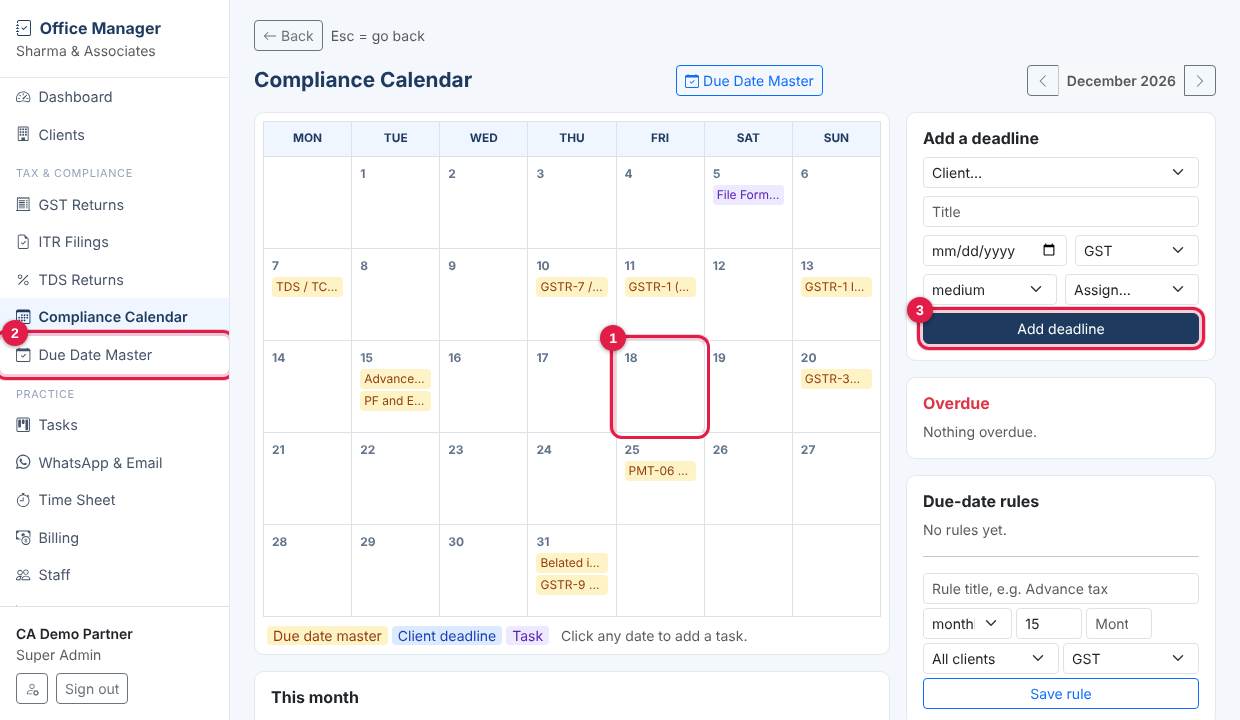 Office Manager
Sharma & Associates
Dashboard
Clients
TAX & COMPLIANCE
GST Returns
ITR Filings
TDS Returns
Compliance Calendar
2
Due Date Master
PRACTICE
Tasks
WhatsApp & Email
Time Sheet
Billing
Staff
CA Demo Partner
Super Admin
Sign out
← Back Esc = go back
Compliance Calendar
Due Date Master
December 2026
MON TUE WED THU FRI SAT SUN
1 2 3 4 5 6
File Form...
7 8 9 10 11 12 13
TDS / TC... GSTR-7 /... GSTR-1 (... GSTR-1 I...
1
14 15 16 17 18 19 20
Advance... GSTR-3...
PF and E...
21 22 23 24 25 26 27
PMT-06 ...
28 29 30 31
Belated i...
GSTR-9 ...
Due date master Client deadline Task Click any date to add a task.
This month
Add a deadline
Client...
Title
mm/dd/yyyy GST
medium Assign...
3
Add deadline
Overdue
Nothing overdue.
Due-date rules
No rules yet.
Rule title, e.g. Advance tax
month 15 Mont
All clients GST
Save rule